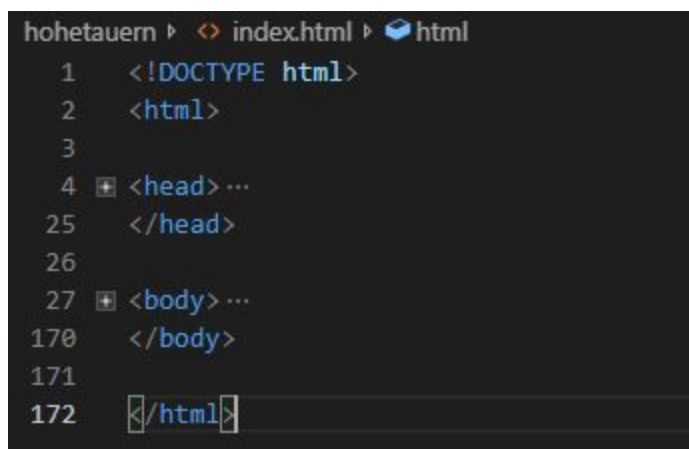 hohetauern index.html html
1 <!DOCTYPE html>
2 <html>
3
4 <head>···
25 </head>
26
27 <body>···
170 </body>
171
172 </html>